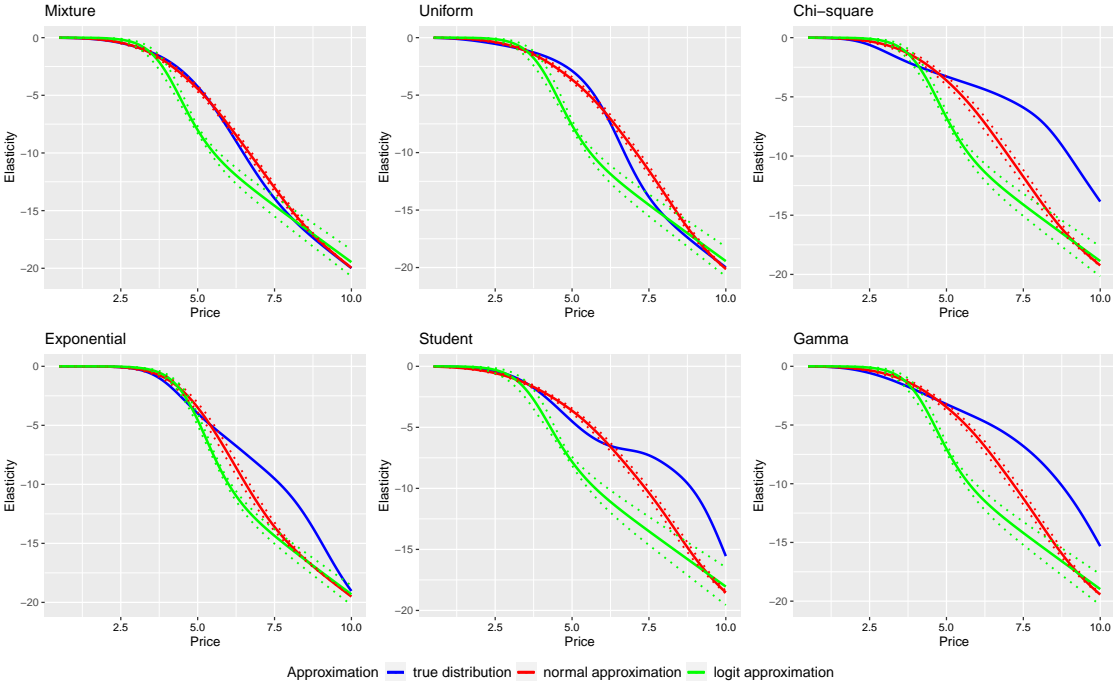 Mixture
Uniform
Chi−square
0
−5
−10
−15
−20
2.5 5.0 7.5 10.0
Price
Elasticity
0
−5
−10
−15
−20
2.5 5.0 7.5 10.0
Price
Elasticity
0
−5
−10
−15
−20
2.5 5.0 7.5 10.0
Price
Elasticity
Exponential
Student
Gamma
0
−5
−10
−15
−20
2.5 5.0 7.5 10.0
Price
Elasticity
0
−5
−10
−15
−20
2.5 5.0 7.5 10.0
Price
Elasticity
0
−5
−10
−15
−20
2.5 5.0 7.5 10.0
Price
Elasticity
Approximation true distribution normal approximation logit approximation